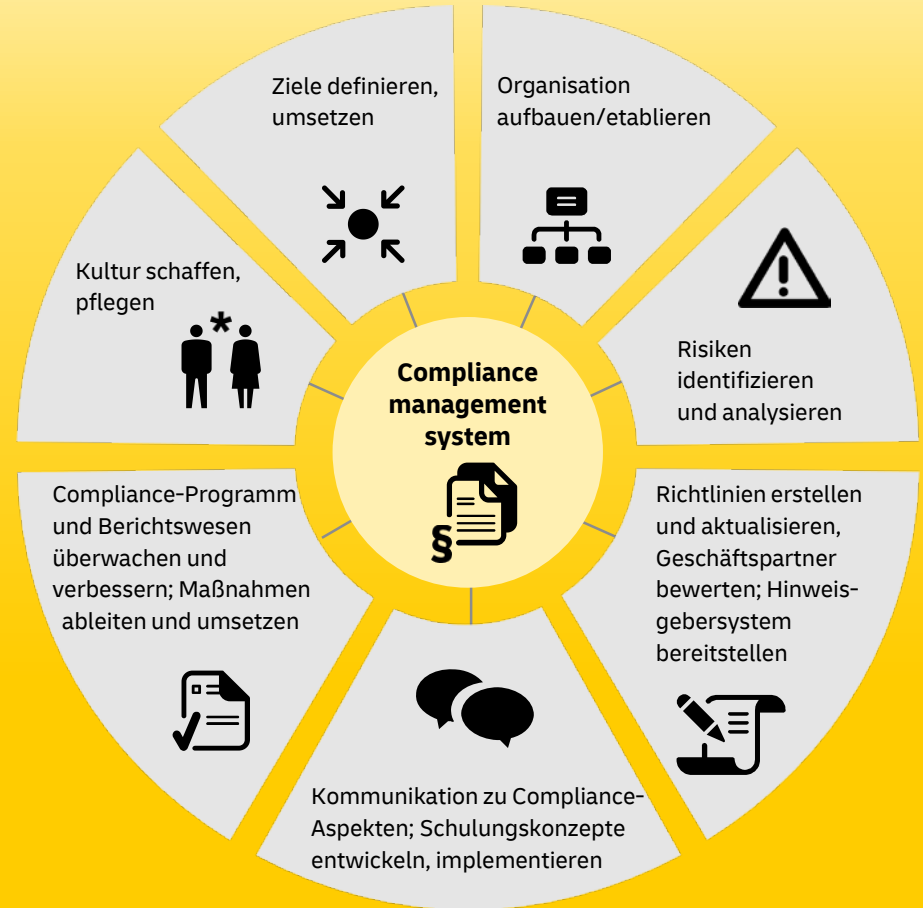 Ziele definieren,
umsetzen
Organisation
aufbauen/etablieren
Kultur schaffen,
pflegen
*
Risiken
identifizieren
und analysieren
Compliance
management
system
§
Compliance-Programm
und Berichtswesen
überwachen und
verbessern; Maßnahmen
ableiten und umsetzen
Richtlinien erstellen
und aktualisieren,
Geschäftspartner
bewerten; Hinweis-
gebersystem
bereitstellen
Kommunikation zu Compliance-
Aspekten; Schulungskonzepte
entwickeln, implementieren